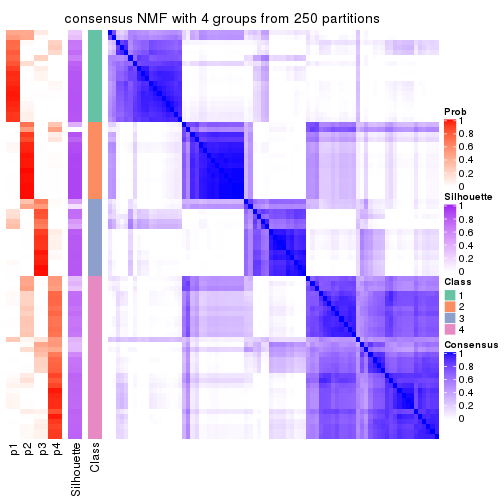 consensus NMF with 4 groups from 250 partitions
Prob
1
0.8
0.6
0.4
0.2
0
Silhouette
1
0.8
0.6
0.4
0.2
0
Class
1
2
3
4
Consensus
1
0.8
0.6
0.4
0.2
0
p1
p2
p3
p4
Silhouette
Class